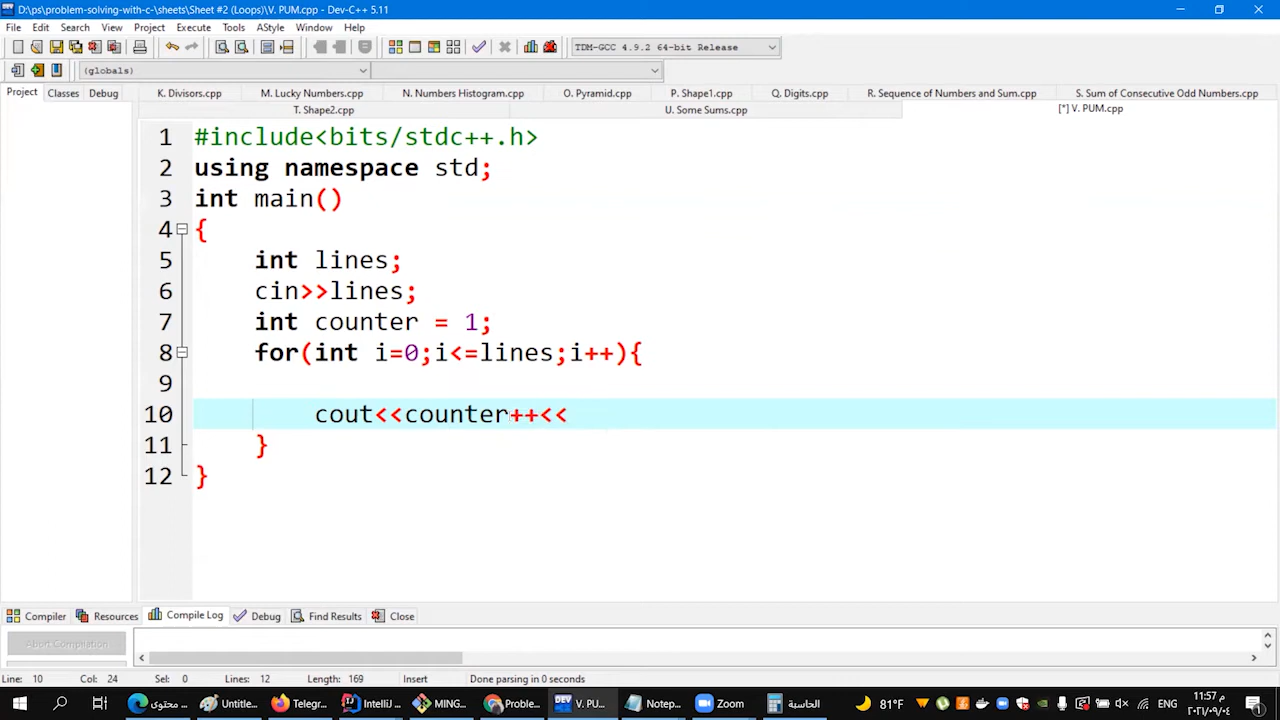 D:\ps\problem-solving-with-c-\sheets\Sheet #2 (Loops)\V. PUM.cpp - Dev-C++ 5.11
File Edit Search View Project Execute Tools AStyle Window Help
TDM-GCC 4.9.2 64-bit Release
(globals)
Project Classes Debug
K. Divisors.cpp M. Lucky Numbers.cpp N. Numbers Histogram.cpp O. Pyramid.cpp P. Shape1.cpp Q. Digits.cpp R. Sequence of Numbers and Sum.cpp S. Sum of Consecutive Odd Numbers.cpp
T. Shape2.cpp U. Some Sums.cpp [*] V. PUM.cpp
1 #include<bits/stdc++.h>
2 using namespace std;
3 int main()
4 {
5 int lines;
6 cin>>lines;
7 int counter = 1;
8 for(int i=0;i<=lines;i++){
9
10 cout<<counter++<<
11 }
12 }
Compiler Resources Compile Log Debug Find Results Close
Abort Compilation
Line: 10 Col: 24 Sel: 0 Lines: 12 Length: 169 Insert Done parsing in 0 seconds
محتوى ... Untitle... Telegr... IntelliJ ... MING... Proble... DEV V. PU... Notep... Zoom الحاسبة 81°F ENG
11:57 م
٢٠٢١/٠٩/٠٤